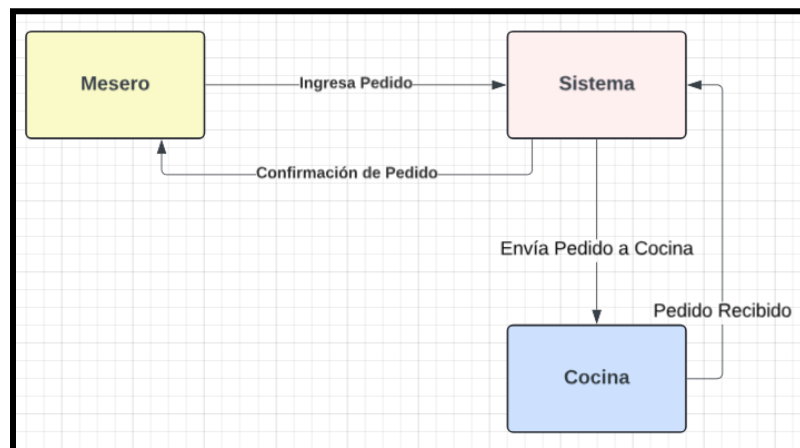 Mesero
Ingresa Pedido
Sistema
Confirmación de Pedido
Envía Pedido a Cocina
Pedido Recibido
Cocina